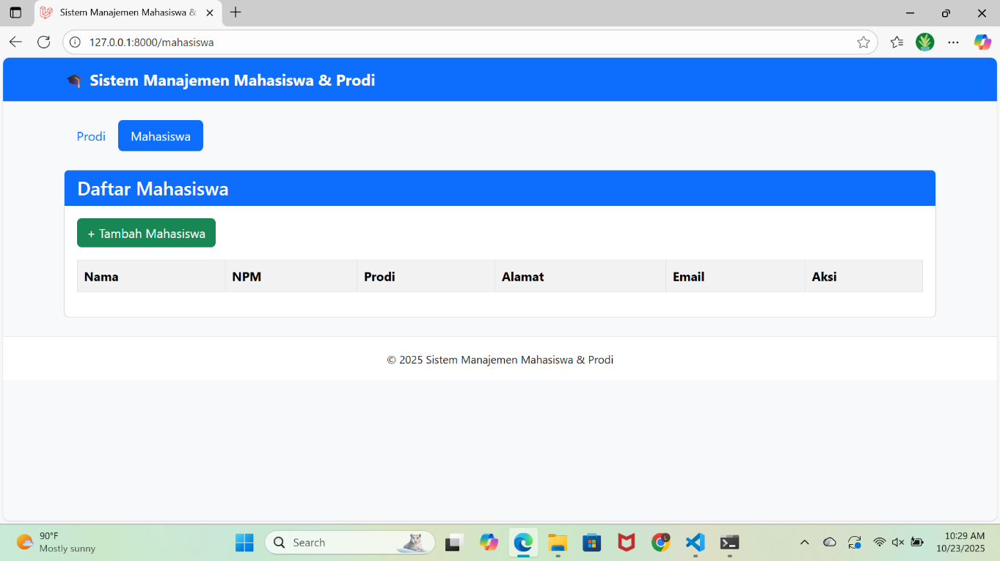 Sistem Manajemen Mahasiswa &
127.0.0.1:8000/mahasiswa
Sistem Manajemen Mahasiswa & Prodi
Prodi Mahasiswa
Daftar Mahasiswa
+ Tambah Mahasiswa
Nama NPM Prodi Alamat Email Aksi
© 2025 Sistem Manajemen Mahasiswa & Prodi
90°F
Mostly sunny
Search
10:29 AM
10/23/2025